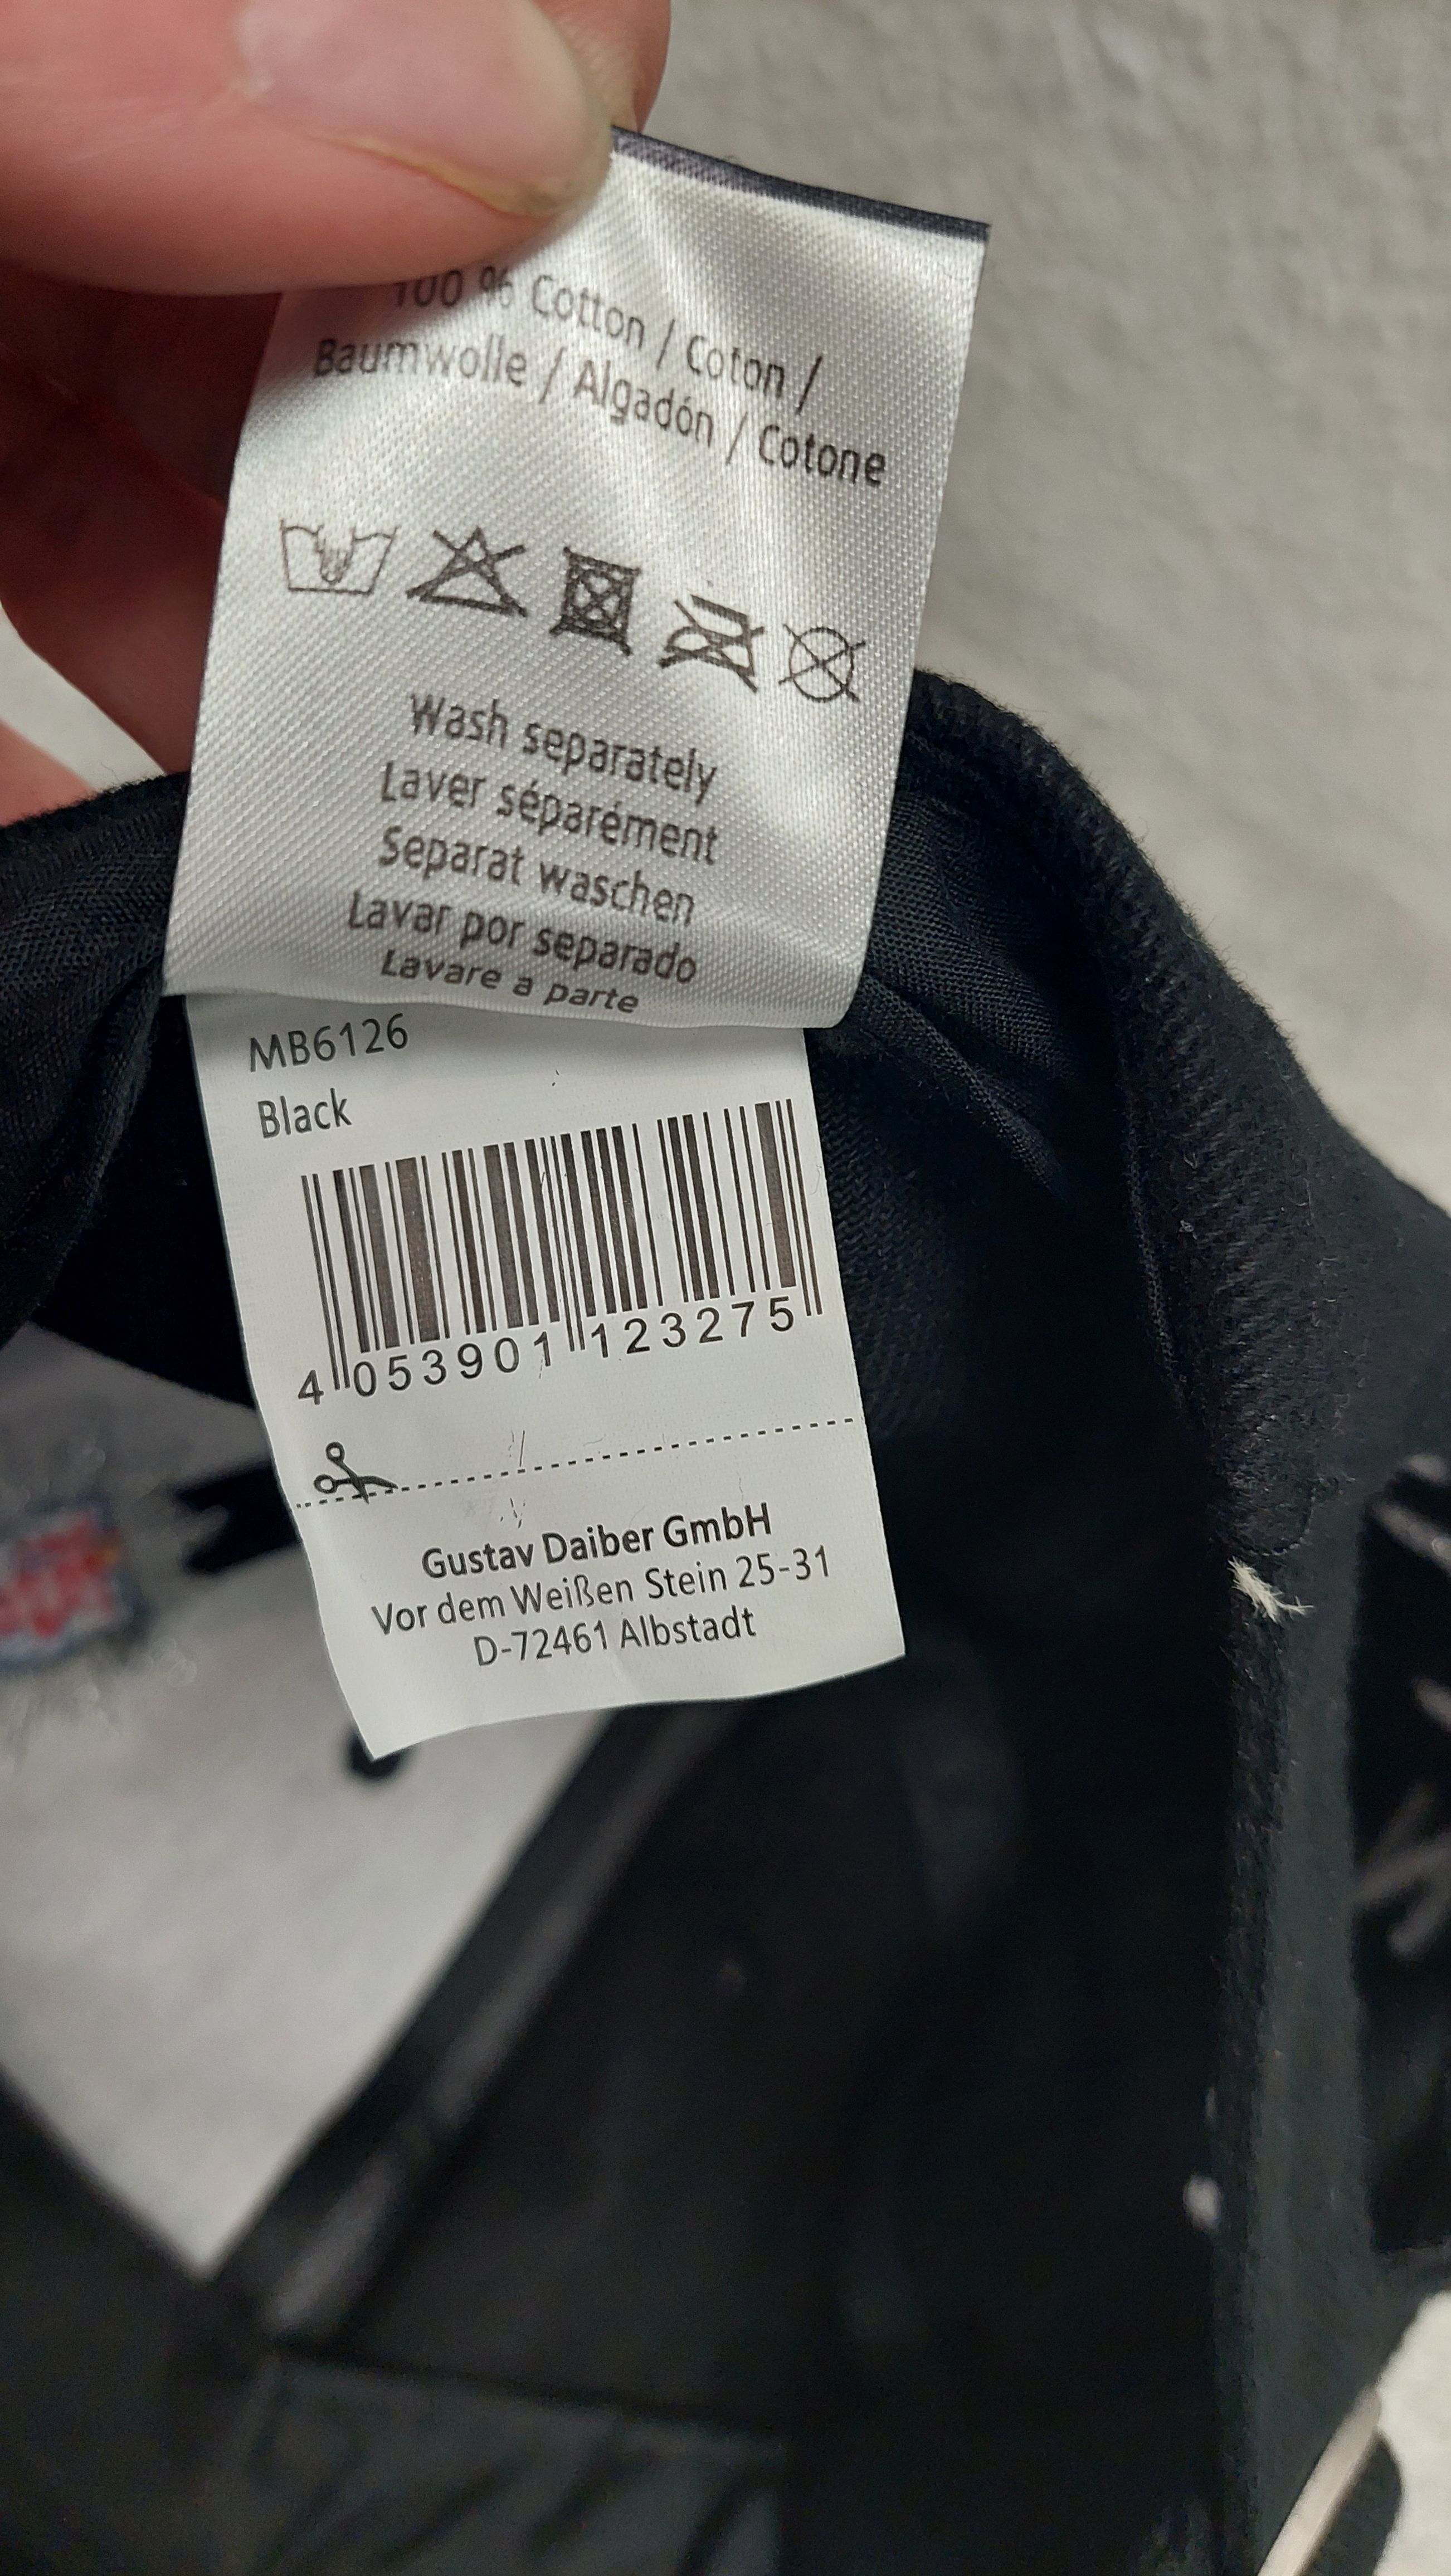 100 % Cotton / Coton /
Baumwolle / Algadón / Cotone
Wash separately
Laver séparément
Separat waschen
Lavar por separado
Lavare a parte
MB6126
Black
4 053901 123275
Gustav Daiber GmbH
Vor dem Weißen Stein 25-31
D-72461 Albstadt